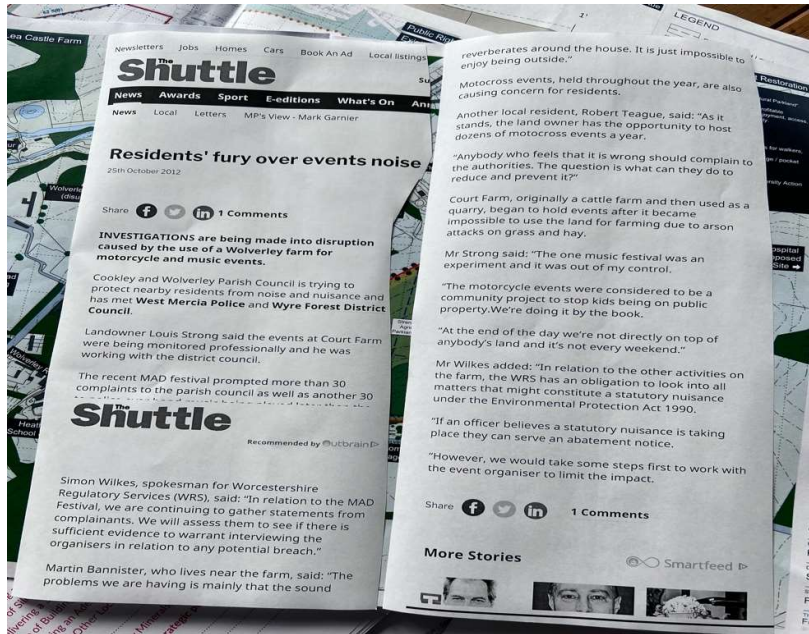 Lea Castle Farm
Public Rig
LEGEND
Newsletters Jobs Homes Cars Book An Ad Local listings
The Shuttle
Su
News Awards Sport E-editions What's On Ann
News Local Letters MP's View - Mark Garnier
Residents' fury over events noise
25th October 2012
Share 1 Comments
INVESTIGATIONS are being made into disruption
caused by the use of a Wolverley farm for
motorcycle and music events.
Cookley and Wolverley Parish Council is trying to
protect nearby residents from noise and nuisance and
has met West Mercia Police and Wyre Forest District
Council.
Landowner Louis Strong said the events at Court Farm
were being monitored professionally and he was
working with the district council.
The recent MAD festival prompted more than 30
complaints to the parish council as well as another 30
The Shuttle
Recommended by Outbrain
Simon Wilkes, spokesman for Worcestershire
Regulatory Services (WRS), said: "In relation to the MAD
Festival, we are continuing to gather statements from
complainants. We will assess them to see if there is
sufficient evidence to warrant interviewing the
organisers in relation to any potential breach."
Martin Bannister, who lives near the farm, said: "The
problems we are having is mainly that the sound
reverberates around the house. It is just impossible to
enjoy being outside."
Motocross events, held throughout the year, are also
causing concern for residents.
Another local resident, Robert Teague, said: "As it
stands, the land owner has the opportunity to host
dozens of motocross events a year.
"Anybody who feels that it is wrong should complain to
the authorities. The question is what can they do to
reduce and prevent it?"
Court Farm, originally a cattle farm and then used as a
quarry, began to hold events after it became
impossible to use the land for farming due to arson
attacks on grass and hay.
Mr Strong said: "The one music festival was an
experiment and it was out of my control.
"The motorcycle events were considered to be a
community project to stop kids being on public
property.We're doing it by the book.
"At the end of the day we're not directly on top of
anybody's land and it's not every weekend."
Mr Wilkes added: "In relation to the other activities on
the farm, the WRS has an obligation to look into all
matters that might constitute a statutory nuisance
under the Environmental Protection Act 1990.
"If an officer believes a statutory nuisance is taking
place they can serve an abatement notice.
"However, we would take some steps first to work with
the event organiser to limit the impact.
Share 1 Comments
More Stories
Smartfeed
Restoration
for walkers.
ospital
posed
Site